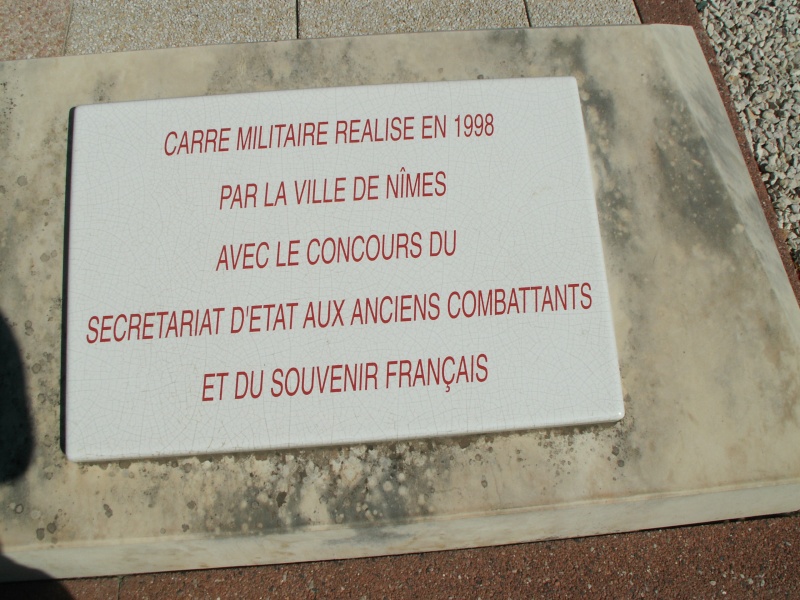 CARRE MILITAIRE REALISE EN 1998
PAR LA VILLE DE NÎMES
AVEC LE CONCOURS DU
SECRETARIAT D'ETAT AUX ANCIENS COMBATTANTS
ET DU SOUVENIR FRANÇAIS